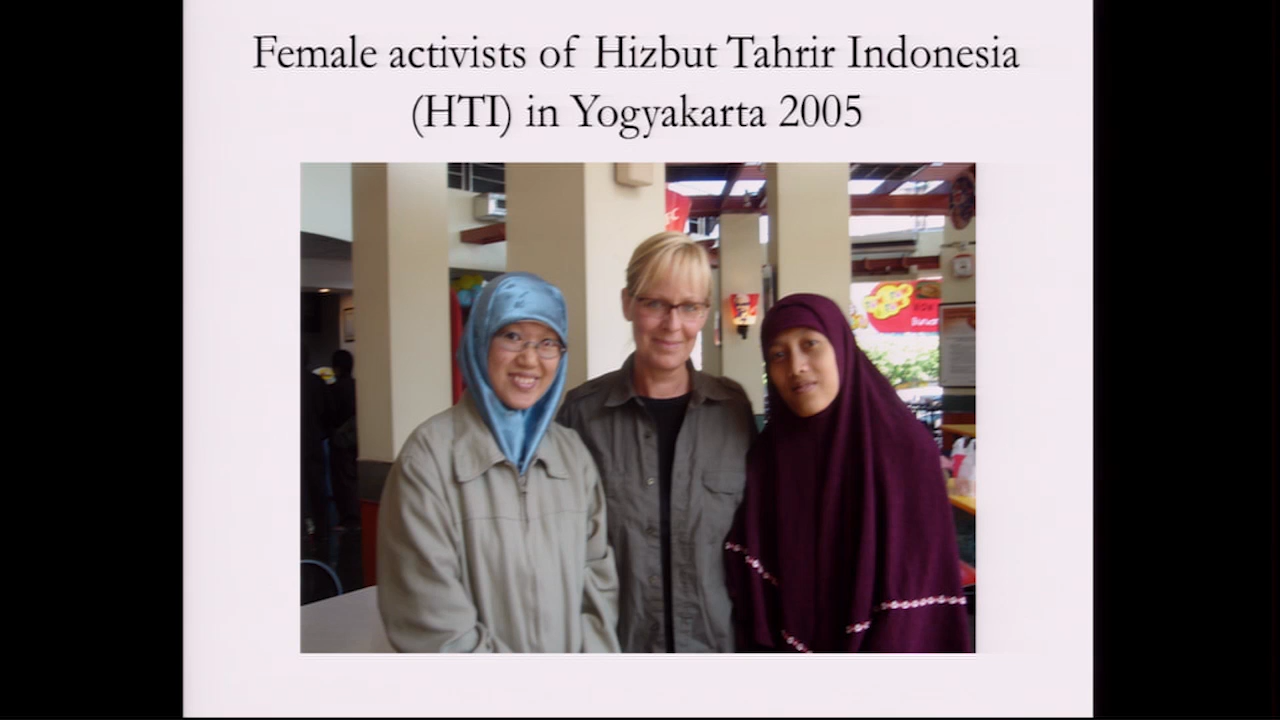 Female activists of Hizbut Tahrir Indonesia
(HTI) in Yogyakarta 2005